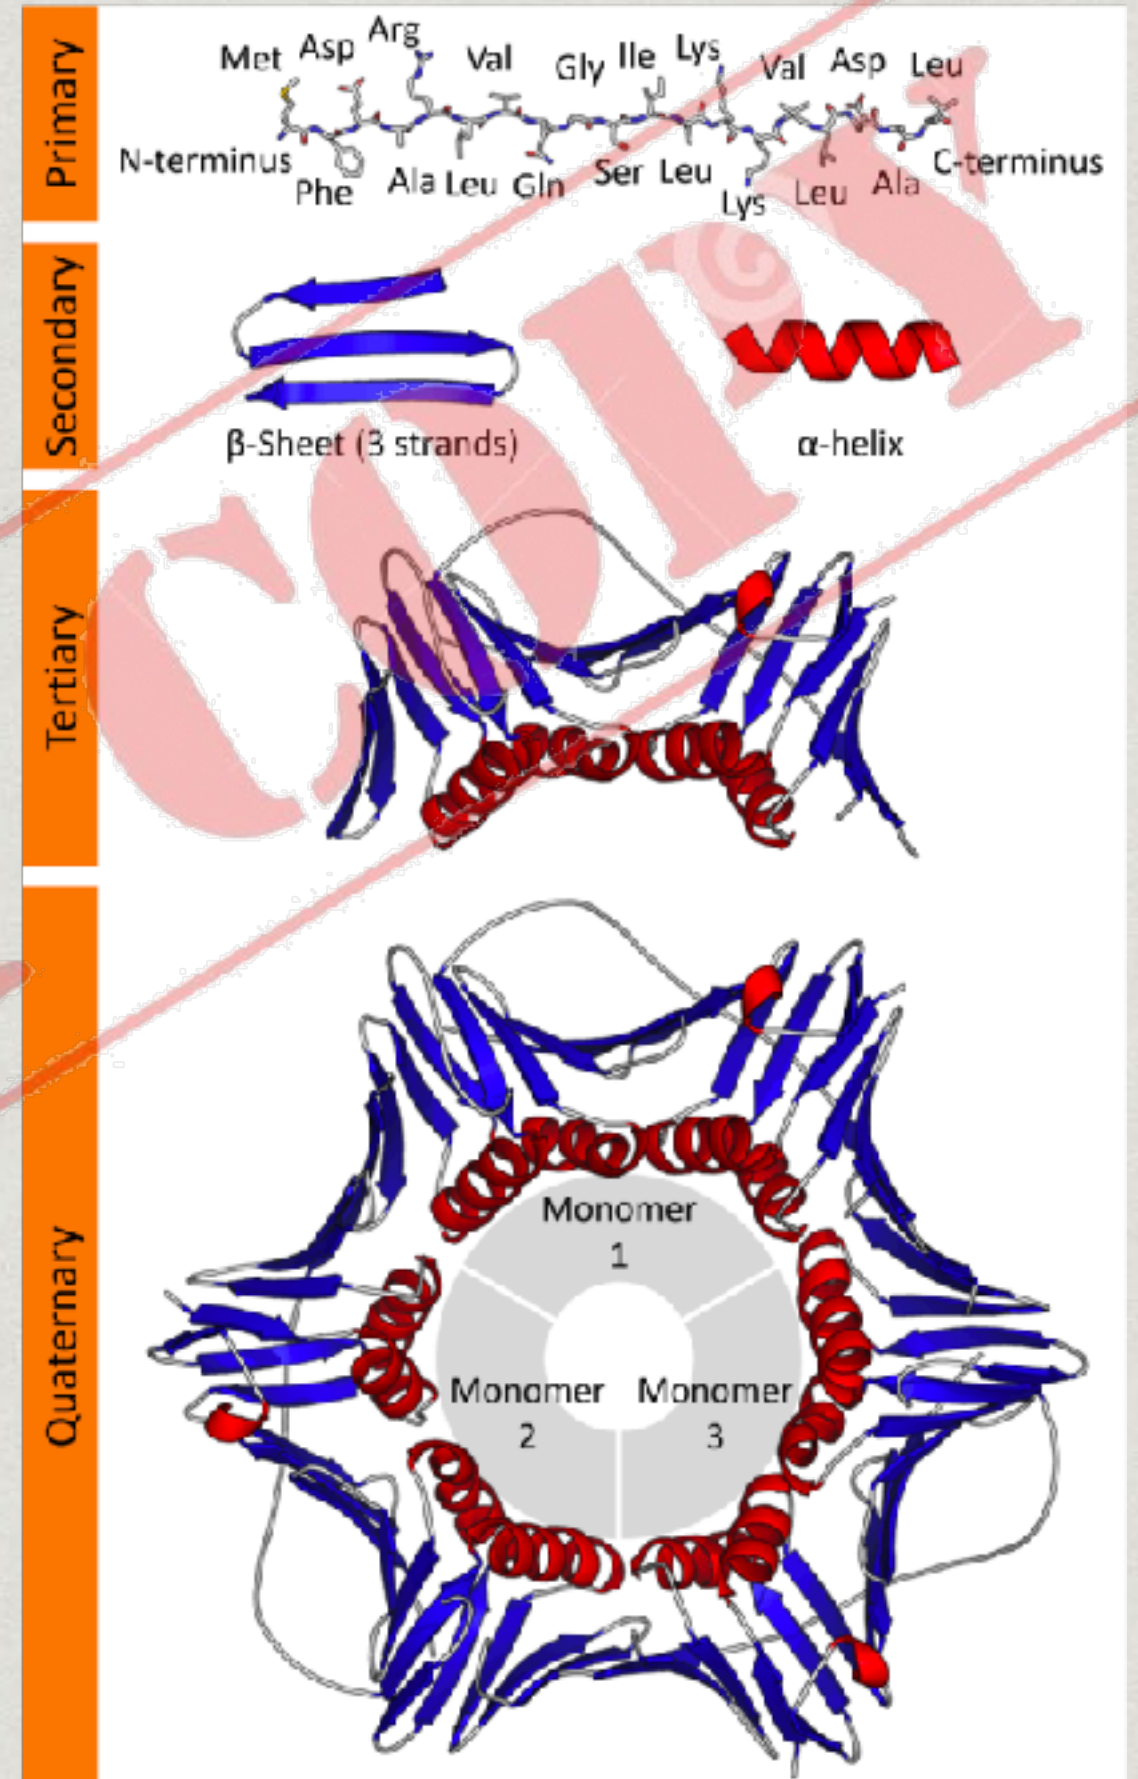 Primary
Met Asp Arg Val Gly Ile Lys Val Asp Leu
N-terminus
Phe Ala Leu Gln Ser Leu Lys Leu Ala
C-terminus
Secondary
β-Sheet (3 strands)
α-helix
Tertiary
Quaternary
Monomer
1
Monomer
2
Monomer
3
COPY